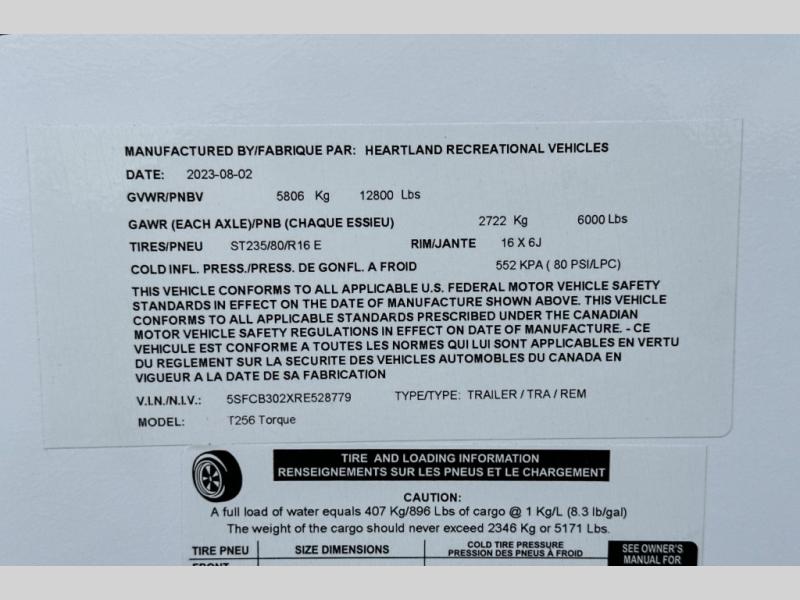 MANUFACTURED BY/FABRIQUE PAR: HEARTLAND RECREATIONAL VEHICLES
DATE: 2023-08-02
GVWR/PNBV 5806 Kg 12800 Lbs
GAWR (EACH AXLE)/PNB (CHAQUE ESSIEU) 2722 Kg 6000 Lbs
TIRES/PNEU ST235/80/R16 E RIM/JANTE 16 X 6J
COLD INFL. PRESS./PRESS. DE GONFL. A FROID 552 KPA ( 80 PSI/LPC)
THIS VEHICLE CONFORMS TO ALL APPLICABLE U.S. FEDERAL MOTOR VEHICLE SAFETY
STANDARDS IN EFFECT ON THE DATE OF MANUFACTURE SHOWN ABOVE. THIS VEHICLE
CONFORMS TO ALL APPLICABLE STANDARDS PRESCRIBED UNDER THE CANADIAN
MOTOR VEHICLE SAFETY REGULATIONS IN EFFECT ON DATE OF MANUFACTURE. - CE
VEHICULE EST CONFORME A TOUTES LES NORMES QUI LUI SONT APPLICABLES EN VERTU
DU REGLEMENT SUR LA SECURITE DES VEHICLES AUTOMOBILES DU CANADA EN
VIGUEUR A LA DATE DE SA FABRICATION
V.I.N./N.I.V.: 5SFCB302XRE528779 TYPE/TYPE: TRAILER / TRA / REM
MODEL: T256 Torque
TIRE AND LOADING INFORMATION
RENSEIGNEMENTS SUR LES PNEUS ET LE CHARGEMENT
CAUTION:
A full load of water equals 407 Kg/896 Lbs of cargo @ 1 Kg/L (8.3 lb/gal)
The weight of the cargo should never exceed 2346 Kg or 5171 Lbs.
TIRE PNEU SIZE DIMENSIONS COLD TIRE PRESSURE
PRESSION DES PNEUS À FROID
SEE OWNER'S
MANUAL FOR